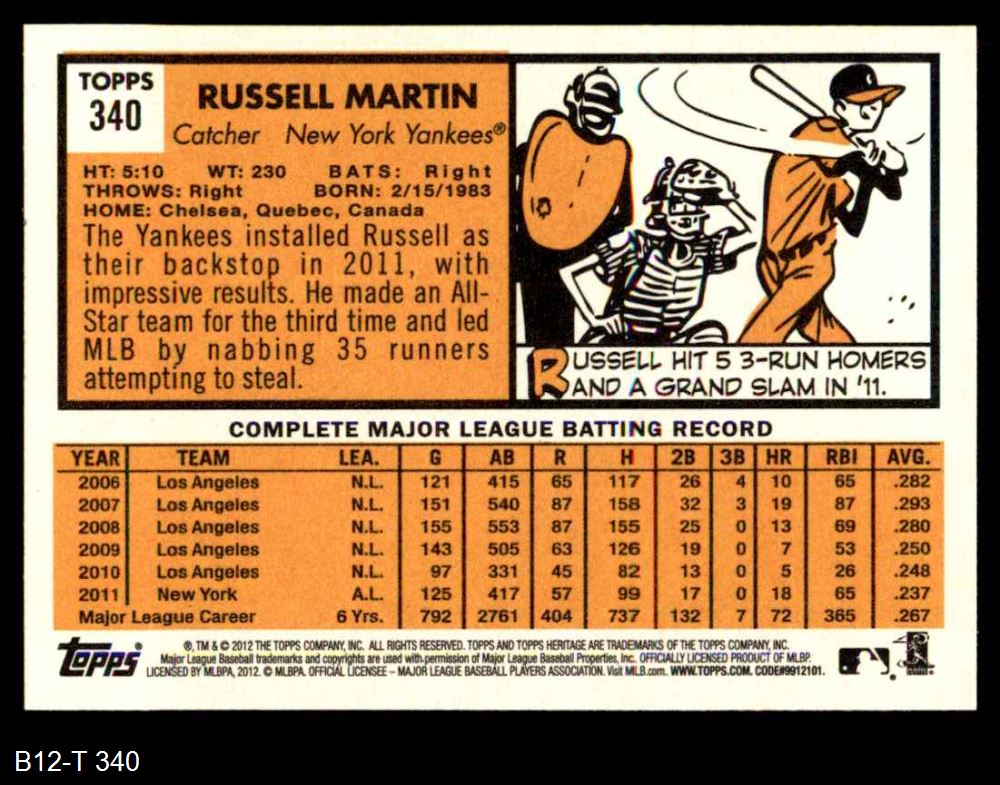 TOPPS
340
RUSSELL MARTIN
Catcher New York Yankees®
HT: 5:10 WT: 230 BATS: Right
THROWS: Right BORN: 2/15/1983
HOME: Chelsea, Quebec, Canada
The Yankees installed Russell as
their backstop in 2011, with
impressive results. He made an All-
Star team for the third time and led
MLB by nabbing 35 runners
attempting to steal.
10
C
RUSSELL HIT 5 3-RUN HOMERS
AND A GRAND SLAM IN '11.
COMPLETE MAJOR LEAGUE BATTING RECORD
YEAR TEAM LEA. G AB R H 2B 3B HR RBI AVG.
2006 Los Angeles N.L. 121 415 65 117 26 4 10 65 .282
2007 Los Angeles N.L. 151 540 87 158 32 3 19 87 .293
2008 Los Angeles N.L. 155 553 87 155 25 0 13 69 .280
2009 Los Angeles N.L. 143 505 63 126 19 0 7 53 .250
2010 Los Angeles N.L. 97 331 45 82 13 0 5 26 .248
2011 New York A.L. 125 417 57 99 17 0 18 65 .237
Major League Career 6 Yrs. 792 2761 404 737 132 7 72 365 .267
Topps
®, TM & © 2012 THE TOPPS COMPANY, INC. ALL RIGHTS RESERVED. TOPPS AND TOPPS HERITAGE ARE TRADEMARKS OF THE TOPPS COMPANY, INC.
Major League Baseball trademarks and copyrights are used with permission of Major League Baseball Properties, Inc. OFFICIALLY LICENSED PRODUCT OF MLBP.
LICENSED BY MLBPA, 2012. © MLBPA. OFFICIAL LICENSEE – MAJOR LEAGUE BASEBALL PLAYERS ASSOCIATION. Visit MLB.com. WWW.TOPPS.COM. CODE#9912101.
B12-T 340